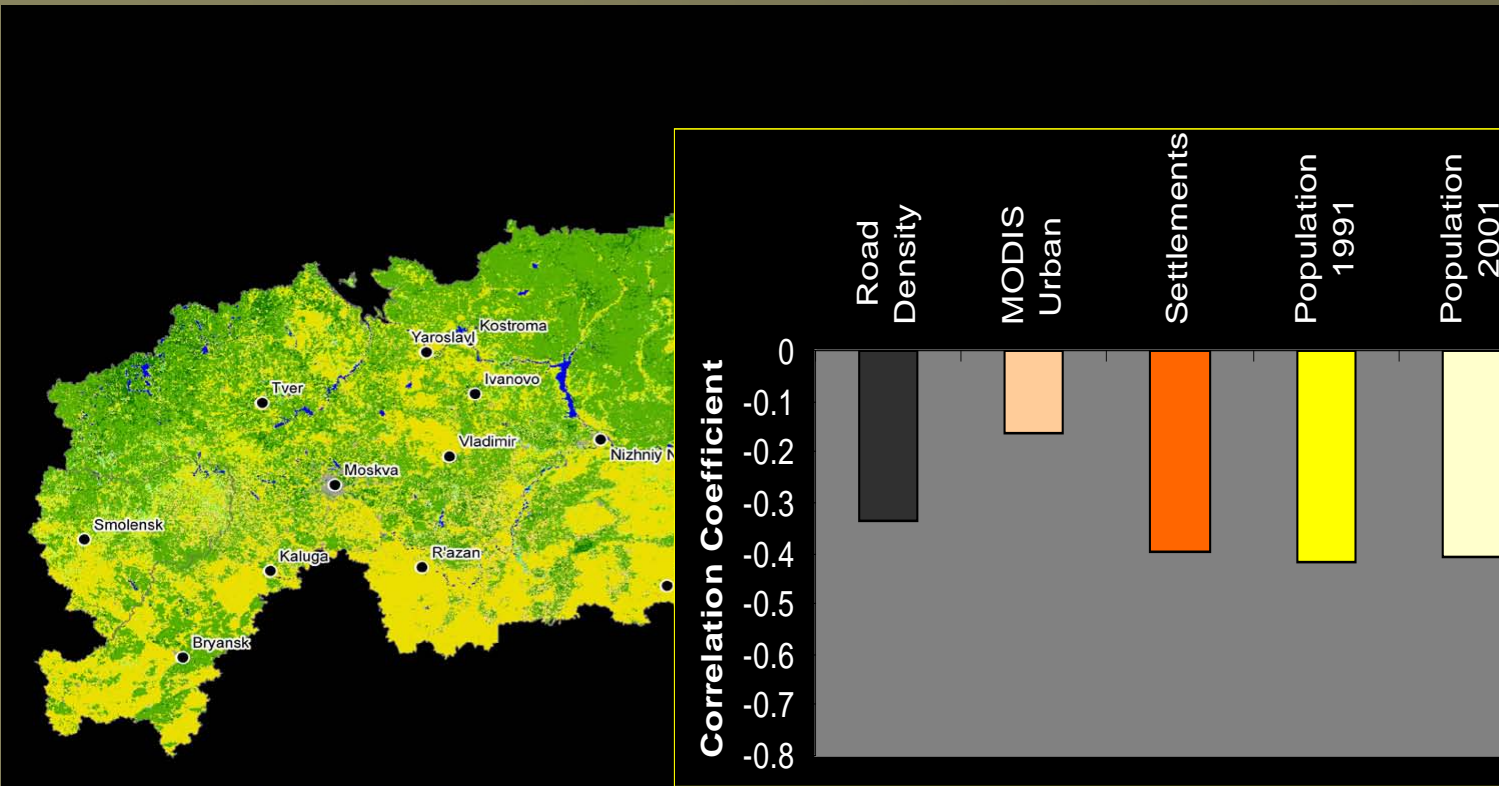 Kostroma
Yaroslavl
Ivanovo
Tver
Vladimir
Nizhniy N
Moskva
Smolensk
Kaluga
R'azan
Bryansk
Road
Density
MODIS
Urban
Settlements
Population
1991
Population
2001
Correlation Coefficient
0
-0.1
-0.2
-0.3
-0.4
-0.5
-0.6
-0.7
-0.8